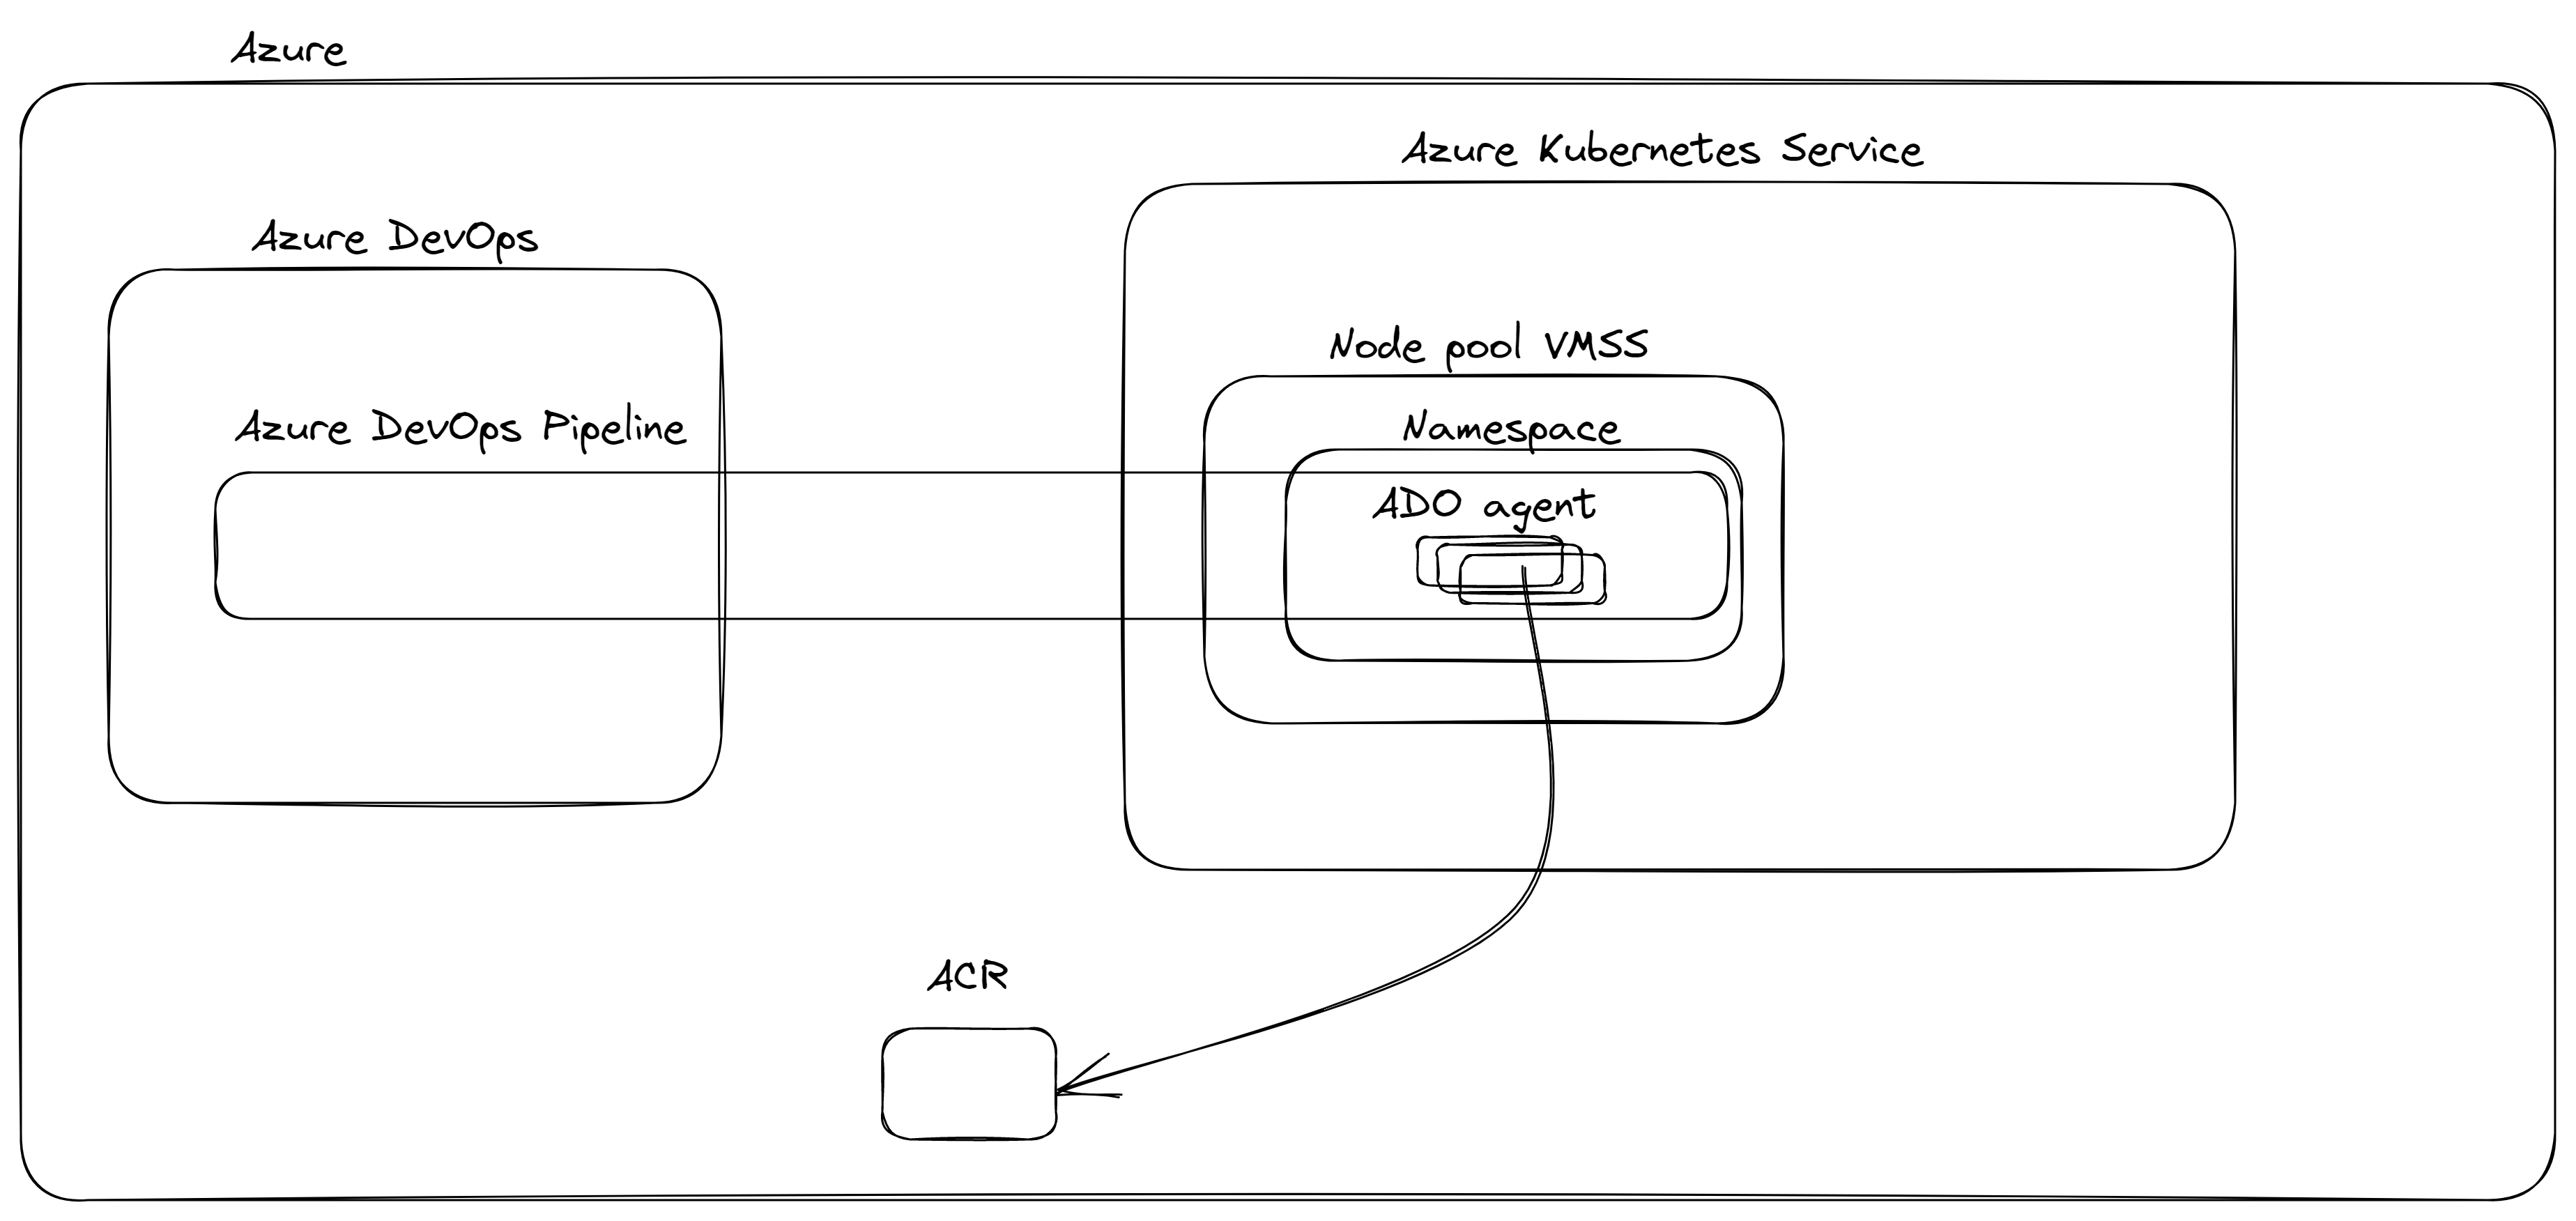 Azure
Azure Kubernetes Service
Azure DevOps
Node pool VMSS
Azure DevOps Pipeline
Namespace
ADO agent
ACR